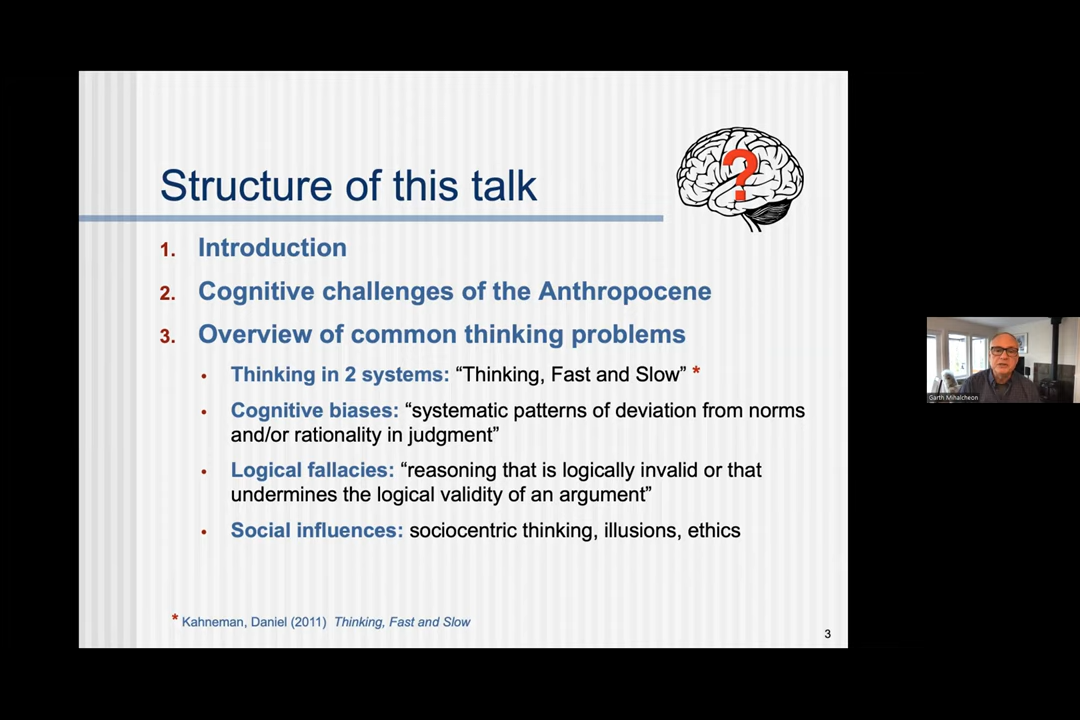 Structure of this talk
?
1. Introduction
2. Cognitive challenges of the Anthropocene
3. Overview of common thinking problems
• Thinking in 2 systems: “Thinking, Fast and Slow” *
• Cognitive biases: “systematic patterns of deviation from norms
and/or rationality in judgment”
• Logical fallacies: “reasoning that is logically invalid or that
undermines the logical validity of an argument”
• Social influences: sociocentric thinking, illusions, ethics
* Kahneman, Daniel (2011) Thinking, Fast and Slow
3
Garth Mihalcheon